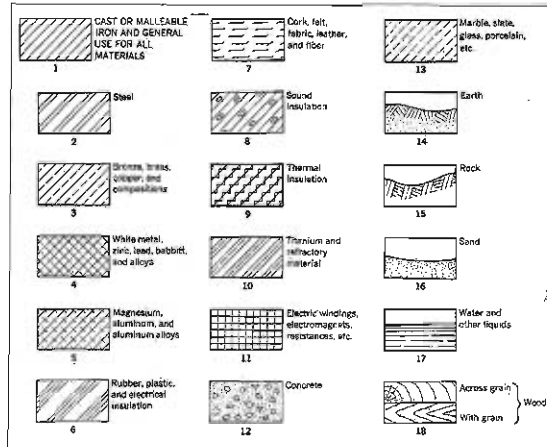 CAST OR MALLEABLE
IRON AND GENERAL
USE FOR ALL
MATERIALS
1
Steel
2
Bronze, brass,
copper, and
compositions
3
White metal,
zinc, lead, babbitt,
and alloys
4
Magnesium,
aluminum, and
aluminum alloys
5
Rubber, plastic,
and electrical
insulation
6
Cork, felt,
fabric, leather,
and fiber
7
Sound
insulation
8
Thermal
insulation
9
Titanium and
refractory
material
10
Electric windings,
electromagnets,
resistances, etc.
11
Concrete
12
Marble, slate,
glass, porcelain,
etc.
13
Earth
14
Rock
15
Sand
16
Water and
other liquids
17
Across grain
Wood
With grain
18